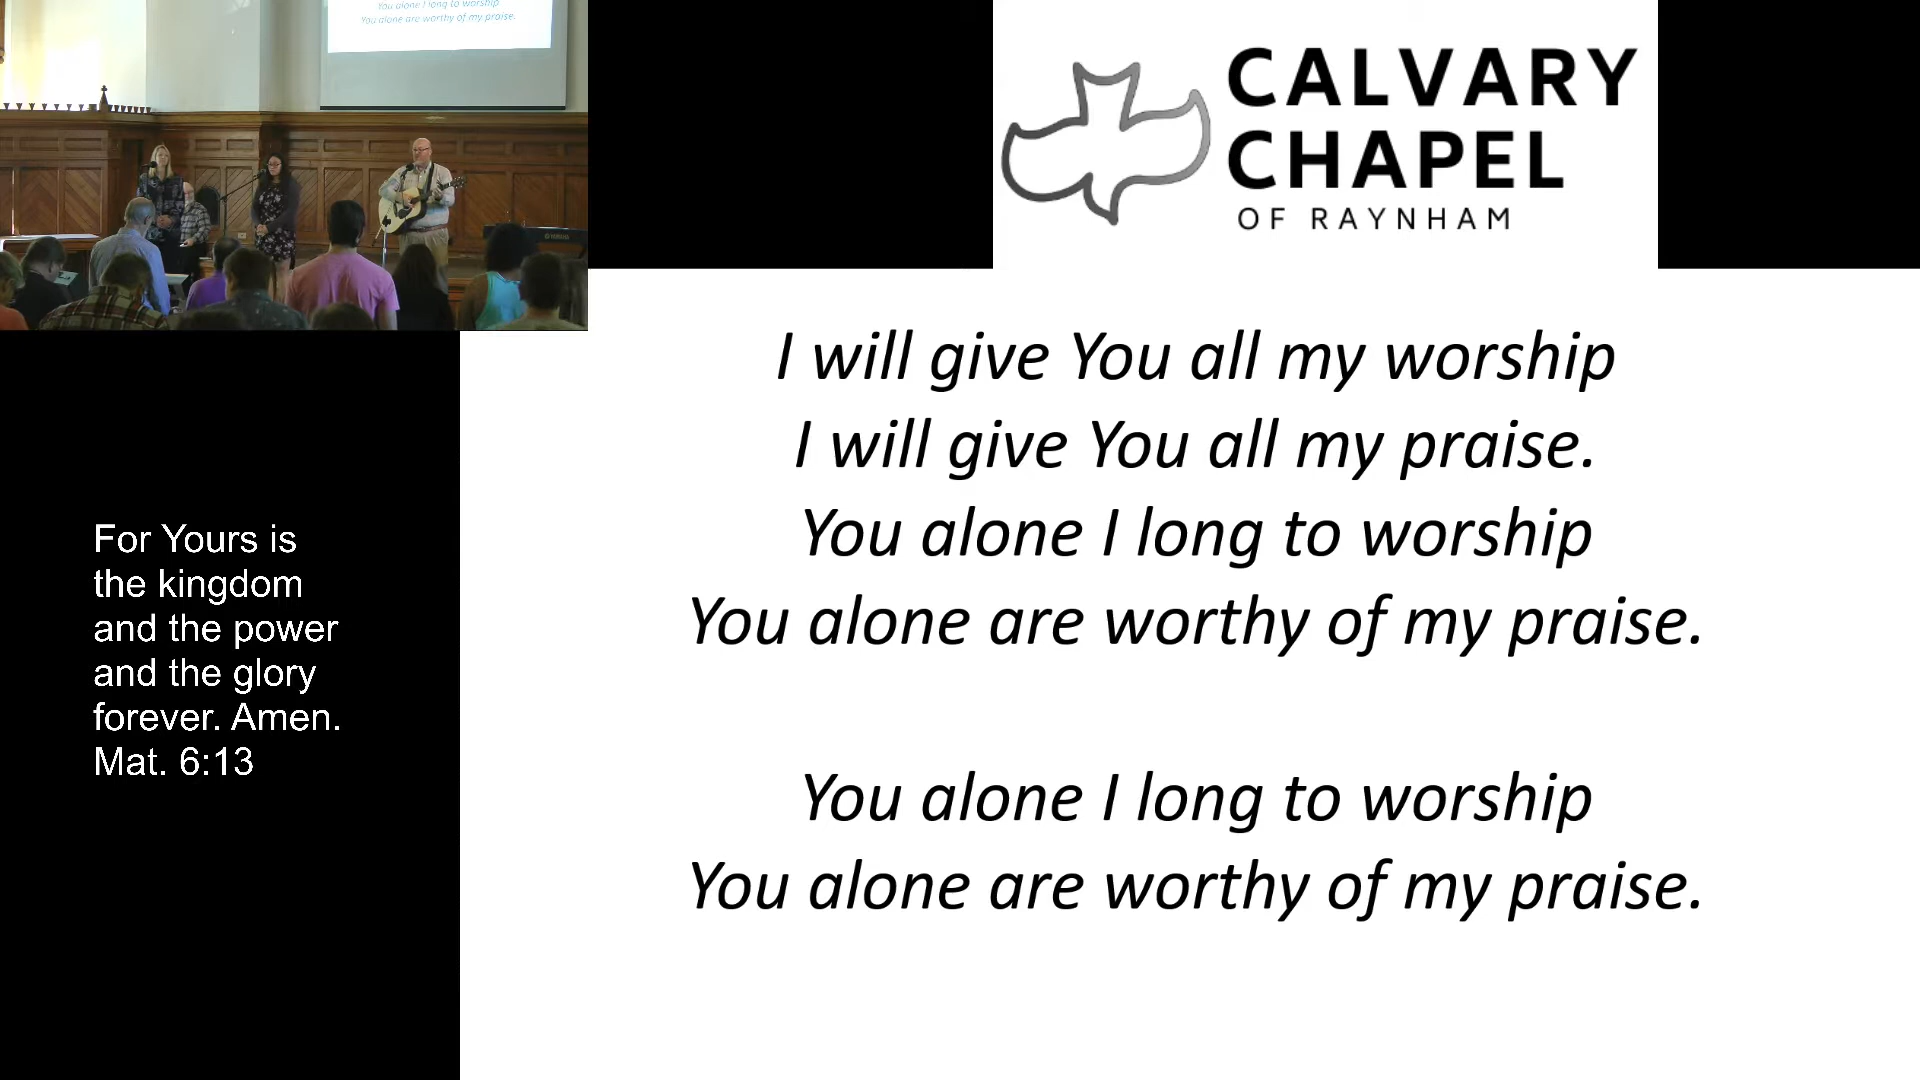 You alone I long to worship
You alone are worthy of my praise.
CALVARY
CHAPEL
OF RAYNHAM
I will give You all my worship
I will give You all my praise.
You alone I long to worship
You alone are worthy of my praise.
You alone I long to worship
You alone are worthy of my praise.
For Yours is
the kingdom
and the power
and the glory
forever. Amen.
Mat. 6:13